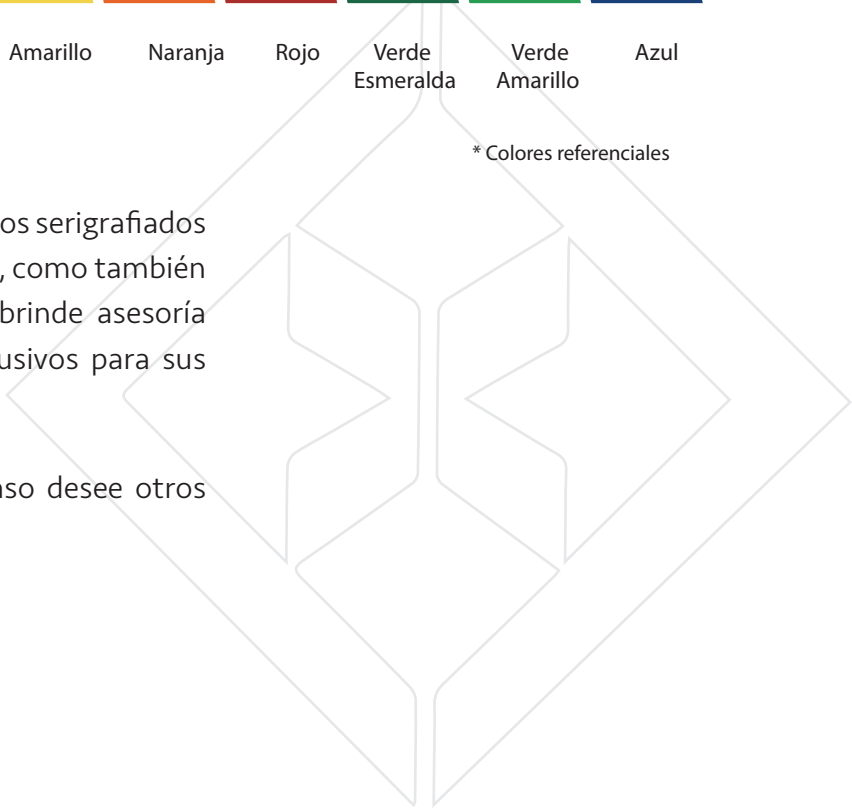 Amarillo Naranja Rojo Verde Esmeralda Verde Amarillo Azul
* Colores referenciales
os serigrafiados
, como también
brinde asesoría
usivos para sus
aso desee otros